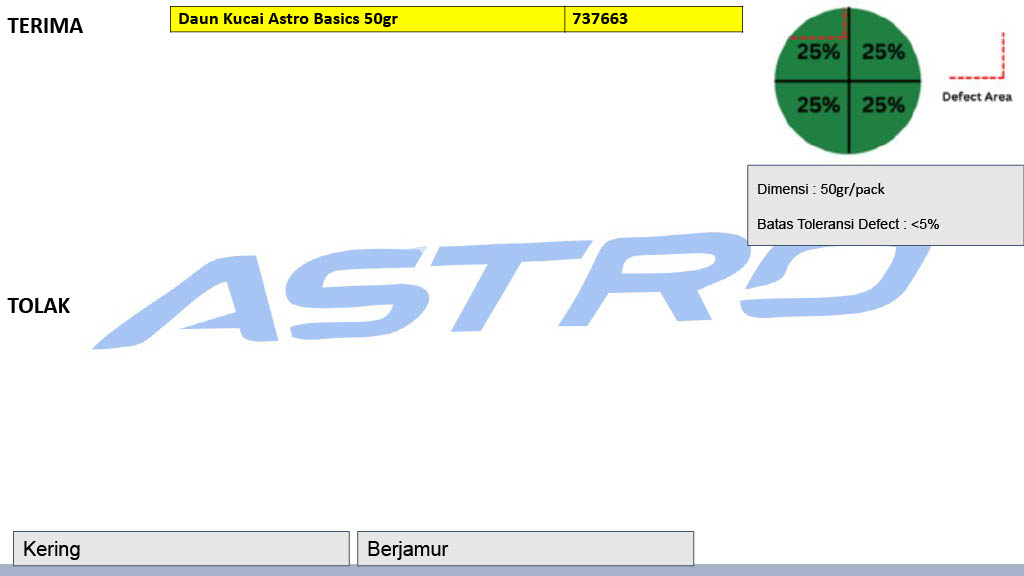 TERIMA
Daun Kucai Astro Basics 50gr 737663
25% 25%
25% 25%
Defect Area
Dimensi : 50gr/pack
Batas Toleransi Defect : <5%
ASTRO
TOLAK
Kering
Berjamur